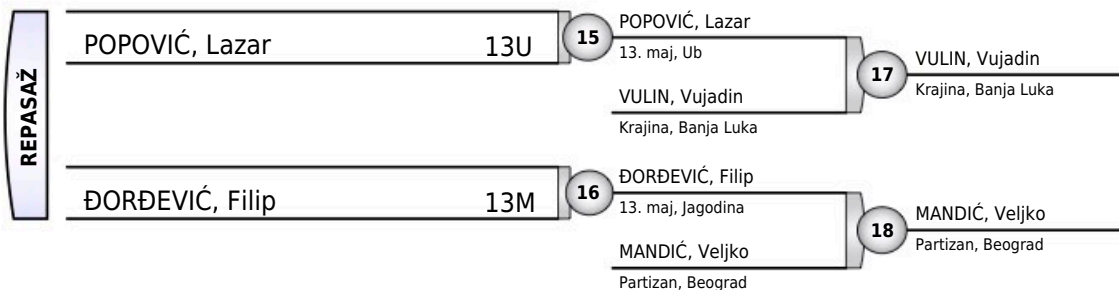 REPASAŽ
POPOVIĆ, Lazar 13U
15
POPOVIĆ, Lazar
13. maj, Ub
VULIN, Vujadin
Krajina, Banja Luka
17
VULIN, Vujadin
Krajina, Banja Luka
ĐORĐEVIĆ, Filip 13M
16
ĐORĐEVIĆ, Filip
13. maj, Jagodina
MANDIĆ, Veljko
Partizan, Beograd
18
MANDIĆ, Veljko
Partizan, Beograd